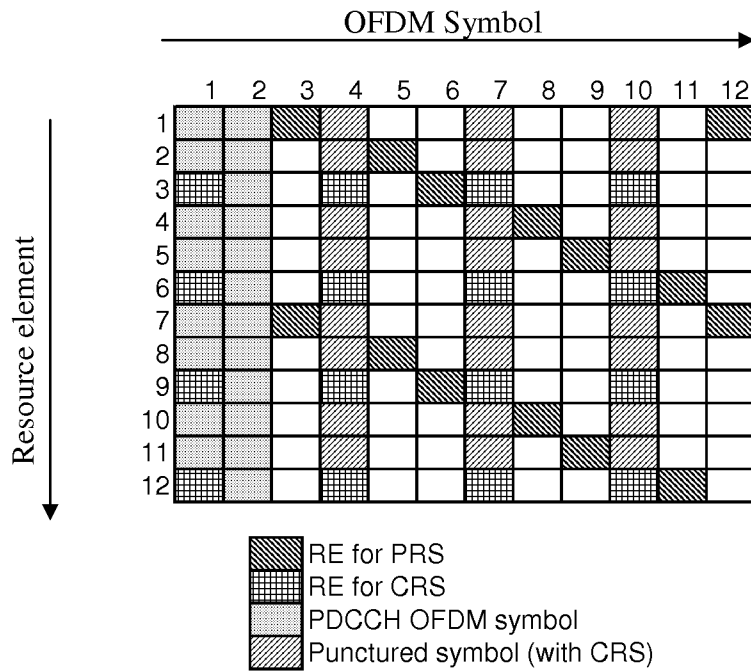 OFDM Symbol
1 2 3 4 5 6 7 8 9 10 11 12
Resource element
1
2
3
4
5
6
7
8
9
10
11
12
RE for PRS
RE for CRS
PDCCH OFDM symbol
Punctured symbol (with CRS)